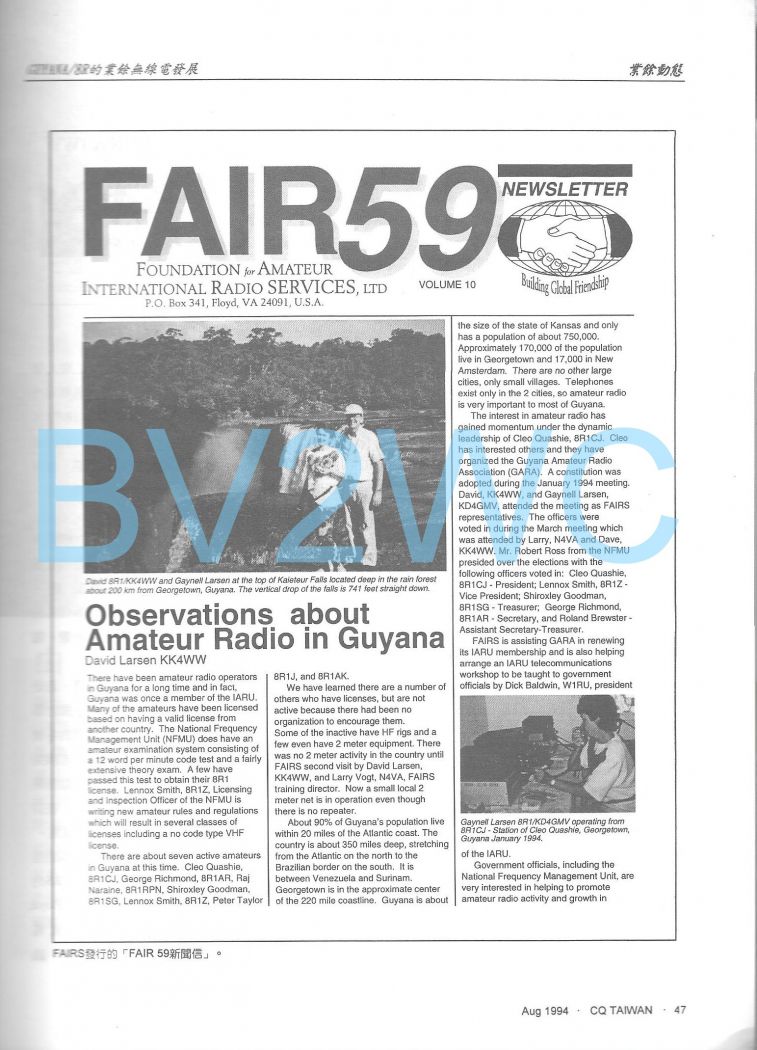 GUYANA/8R的業餘無線電發展
業餘動態
FAIR59
NEWSLETTER
FOUNDATION for AMATEUR
INTERNATIONAL RADIO SERVICES, LTD
P.O. Box 341, Floyd, VA 24091, U.S.A.
VOLUME 10
Building Global Friendship
David 8R1/KK4WW and Gaynell Larsen at the top of Kaieteur Falls located deep in the rain forest
about 200 km from Georgetown, Guyana. The vertical drop of the falls is 741 feet straight down.
Observations about
Amateur Radio in Guyana
David Larsen KK4WW
There have been amateur radio operators
in Guyana for a long time and in fact,
Guyana was once a member of the IARU.
Many of the amateurs have been licensed
based on having a valid license from
another country. The National Frequency
Management Unit (NFMU) does have an
amateur examination system consisting of
a 12 word per minute code test and a fairly
extensive theory exam. A few have
passed this test to obtain their 8R1
license. Lennox Smith, 8R1Z, Licensing
and Inspection Officer of the NFMU is
writing new amateur rules and regulations
which will result in several classes of
licenses including a no code type VHF
license.
There are about seven active amateurs
in Guyana at this time. Cleo Quashie,
8R1CJ, George Richmond, 8R1AR, Raj
Naraine, 8R1RPN, Shiroxley Goodman,
8R1SG, Lennox Smith, 8R1Z, Peter Taylor
8R1J, and 8R1AK.
We have learned there are a number of
others who have licenses, but are not
active because there had been no
organization to encourage them.
Some of the inactive have HF rigs and a
few even have 2 meter equipment. There
was no 2 meter activity in the country until
FAIRS second visit by David Larsen,
KK4WW, and Larry Vogt, N4VA, FAIRS
training director. Now a small local 2
meter net is in operation even though
there is no repeater.
About 90% of Guyana's population live
within 20 miles of the Atlantic coast. The
country is about 350 miles deep, stretching
from the Atlantic on the north to the
Brazilian border on the south. It is
between Venezuela and Surinam.
Georgetown is in the approximate center
of the 220 mile coastline. Guyana is about
the size of the state of Kansas and only
has a population of about 750,000.
Approximately 170,000 of the population
live in Georgetown and 17,000 in New
Amsterdam. There are no other large
cities, only small villages. Telephones
exist only in the 2 cities, so amateur radio
is very important to most of Guyana.
The interest in amateur radio has
gained momentum under the dynamic
leadership of Cleo Quashie, 8R1CJ. Cleo
has interested others and they have
organized the Guyana Amateur Radio
Association (GARA). A constitution was
adopted during the January 1994 meeting.
David, KK4WW, and Gaynell Larsen,
KD4GMV, attended the meeting as FAIRS
representatives. The officers were
voted in during the March meeting which
was attended by Larry, N4VA and Dave,
KK4WW. Mr. Robert Ross from the NFMU
presided over the elections with the
following officers voted in: Cleo Quashie,
8R1CJ - President; Lennox Smith, 8R1Z -
Vice President; Shiroxley Goodman,
8R1SG - Treasurer; George Richmond,
8R1AR - Secretary, and Roland Brewster -
Assistant Secretary-Treasurer.
FAIRS is assisting GARA in renewing
its IARU membership and is also helping
arrange an IARU telecommunications
workshop to be taught to government
officials by Dick Baldwin, W1RU, president
Gaynell Larsen 8R1/KD4GMV operating from
8R1CJ - Station of Cleo Quashie, Georgetown,
Guyana January 1994.
of the IARU.
Government officials, including the
National Frequency Management Unit, are
very interested in helping to promote
amateur radio activity and growth in
BV2WC
FAIRS發行的「FAIR 59新聞信」。
Aug 1994 · CQ TAIWAN · 47